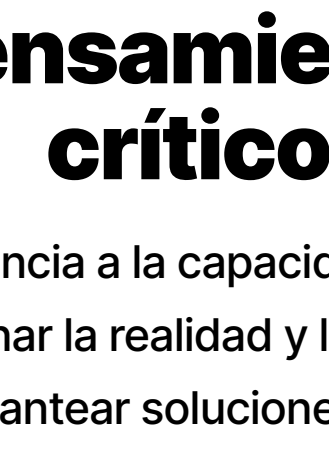 ensamie
crítico
ncia a la capacid
nar la realidad y l
antear solucione